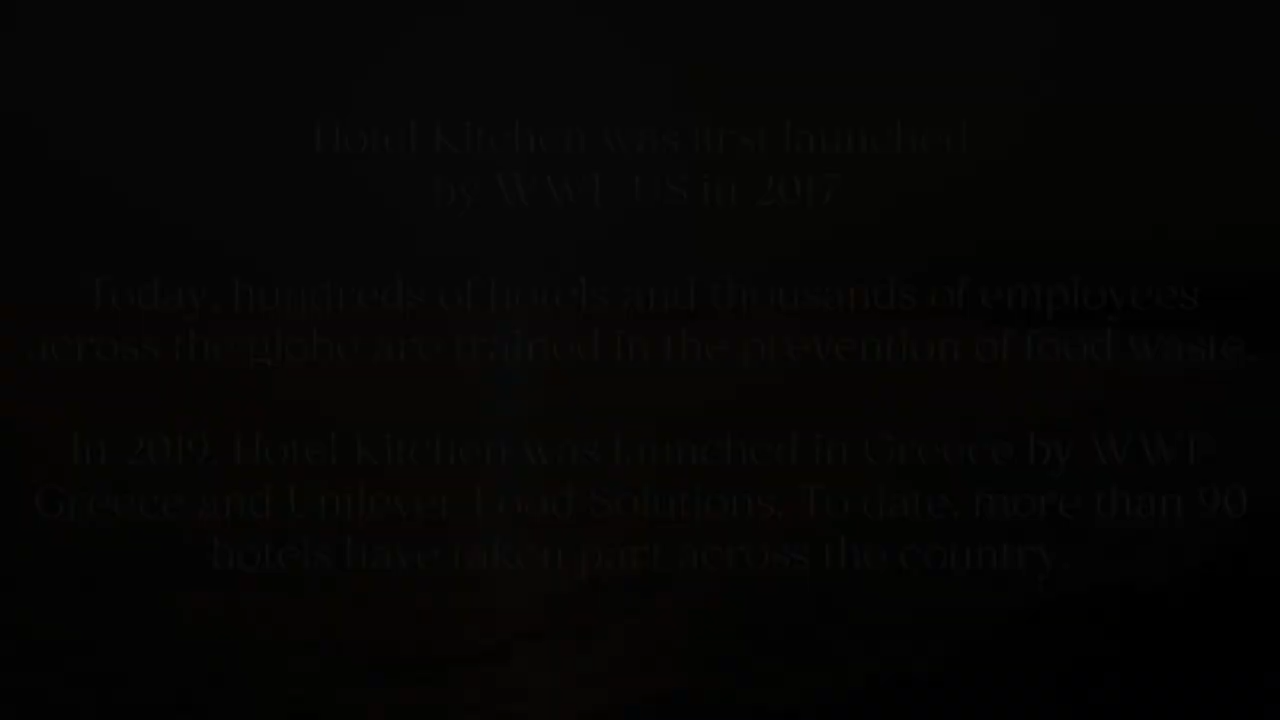 Hotel Kitchen was first launched
by WWF US in 2017
Today, hundreds of hotels and thousands of employees
across the globe are trained in the prevention of food waste.
In 2019, Hotel Kitchen was launched in Greece by WWF
Greece and Unilever Food Solutions. To date, more than 90
hotels have taken part across the country.